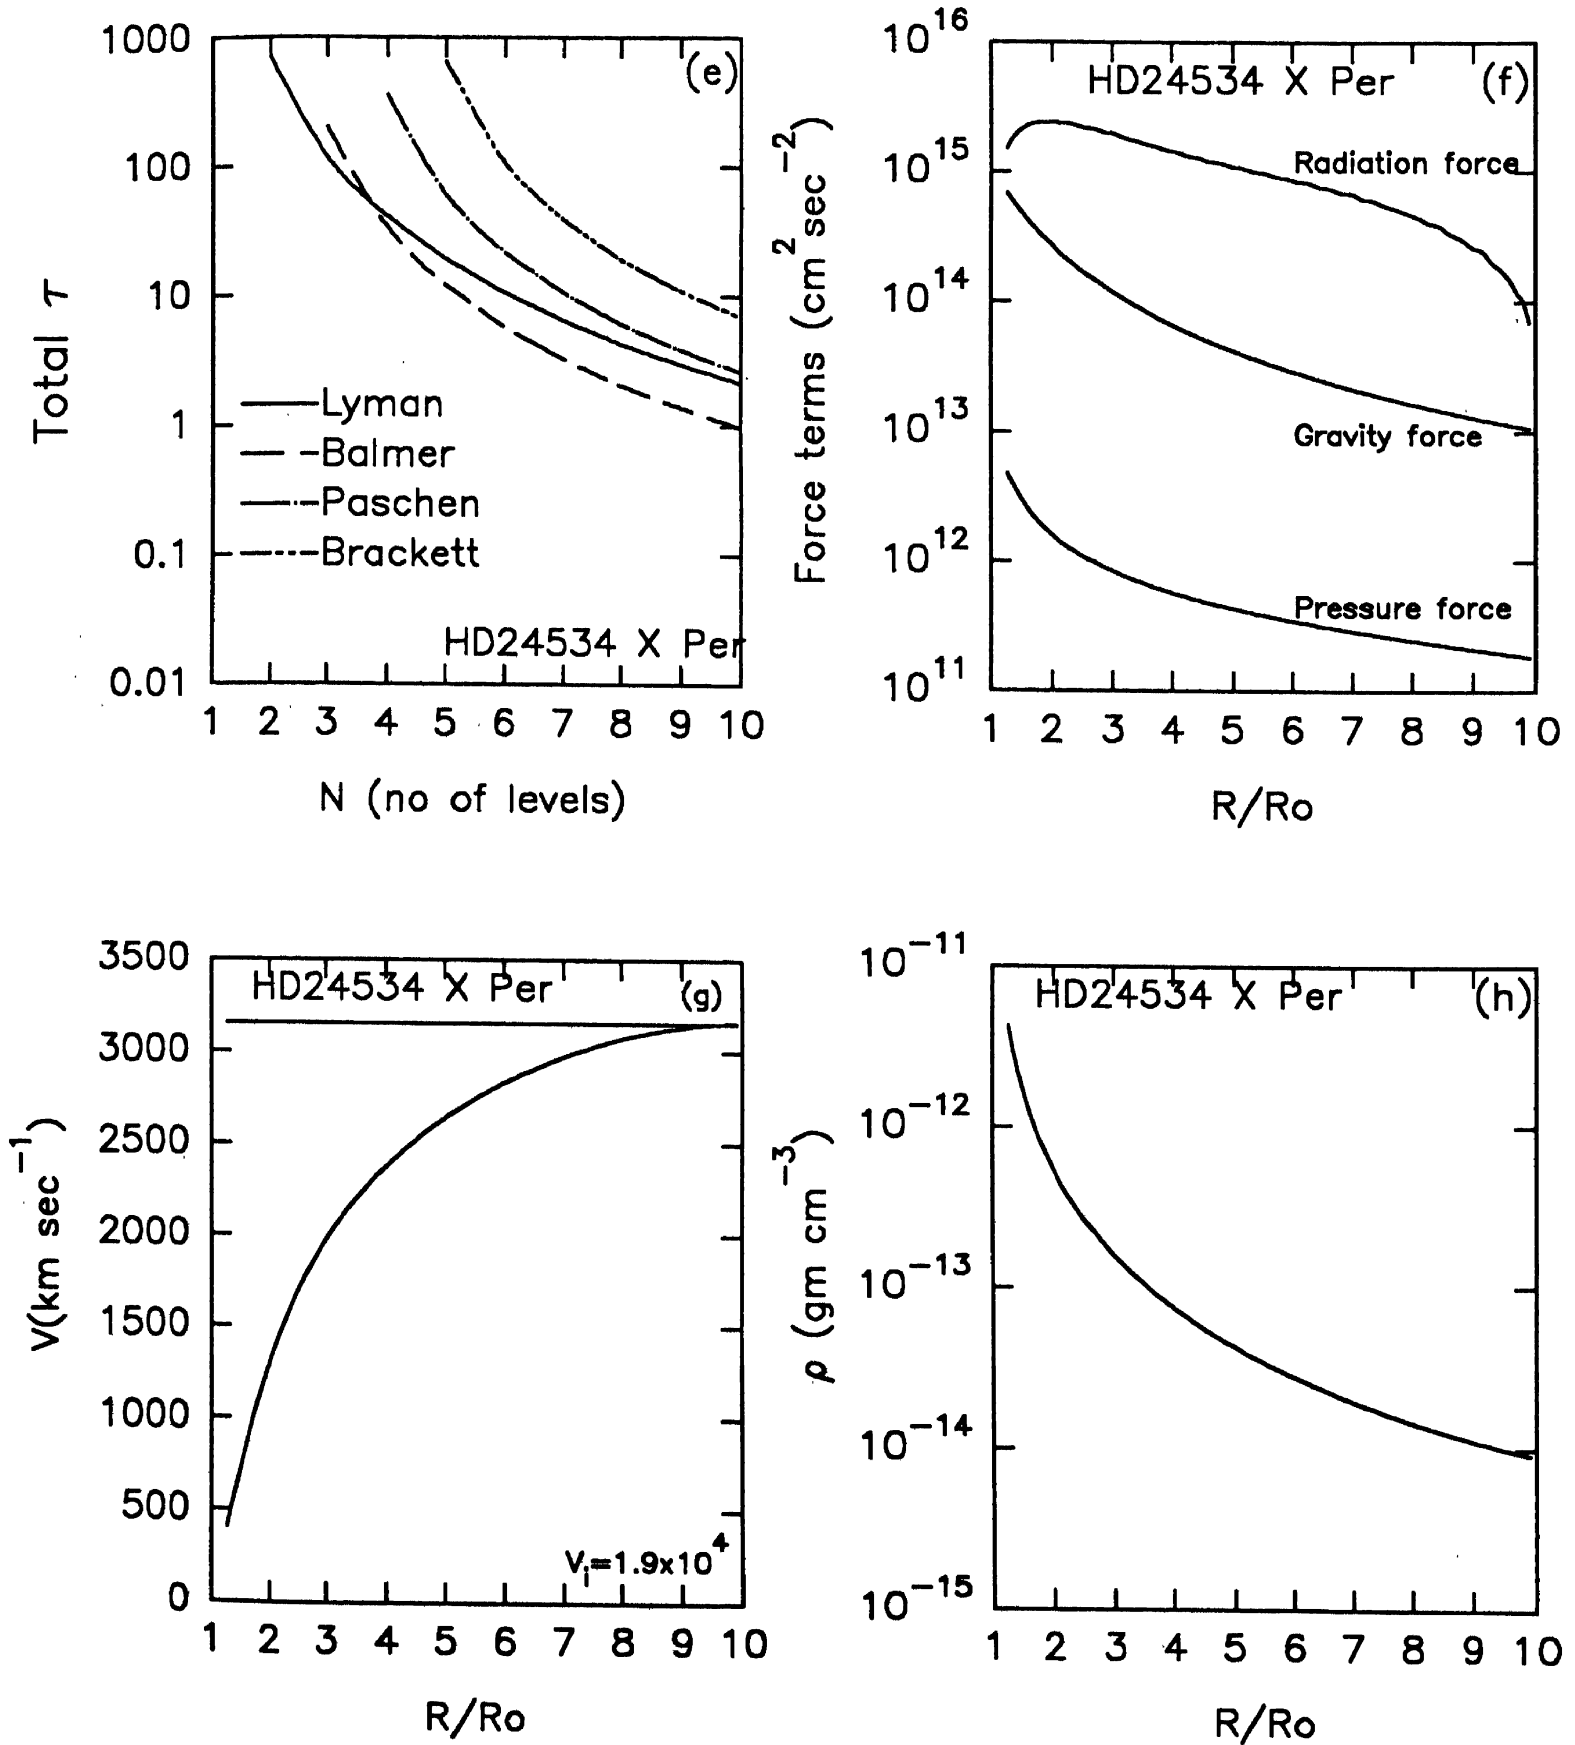 (e)
1000
100
10
1
0.1
0.01
Total τ
Lyman
Balmer
Paschen
Brackett
HD24534 X Per
1 2 3 4 5 6 7 8 9 10
N (no of levels)
HD24534 X Per (f)
10^16
10^15
10^14
10^13
10^12
10^11
Force terms (cm^2 sec^-2)
Radiation force
Gravity force
Pressure force
1 2 3 4 5 6 7 8 9 10
R/Ro
HD24534 X Per (g)
3500
3000
2500
2000
1500
1000
500
0
V(km sec^-1)
V_i=1.9x10^4
1 2 3 4 5 6 7 8 9 10
R/Ro
HD24534 X Per (h)
10^-11
10^-12
10^-13
10^-14
10^-15
ρ (gm cm^-3)
1 2 3 4 5 6 7 8 9 10
R/Ro